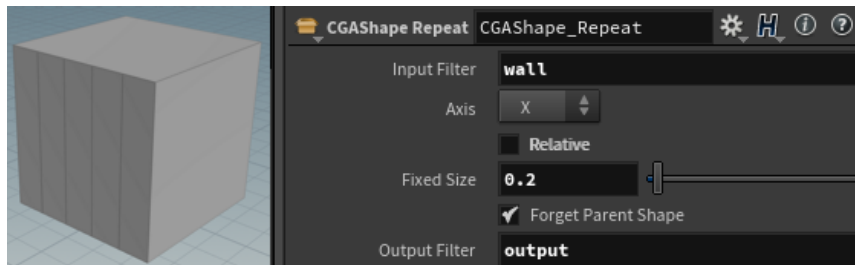 CGAShape Repeat CGAShape_Repeat
Input Filter wall
Axis X
Relative
Fixed Size 0.2
Forget Parent Shape
Output Filter output